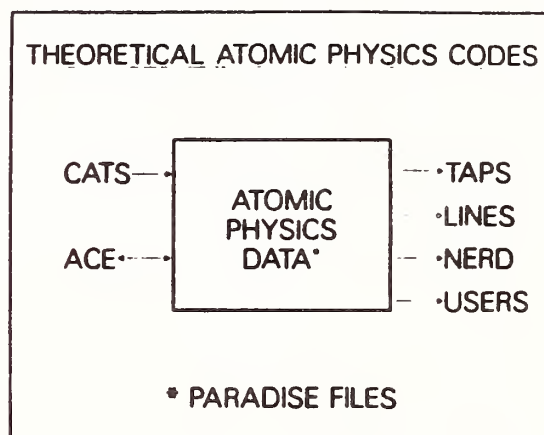 THEORETICAL ATOMIC PHYSICS CODES
CATS
ACE
ATOMIC
PHYSICS
DATA*
TAPS
LINES
NERD
USERS
* PARADISE FILES